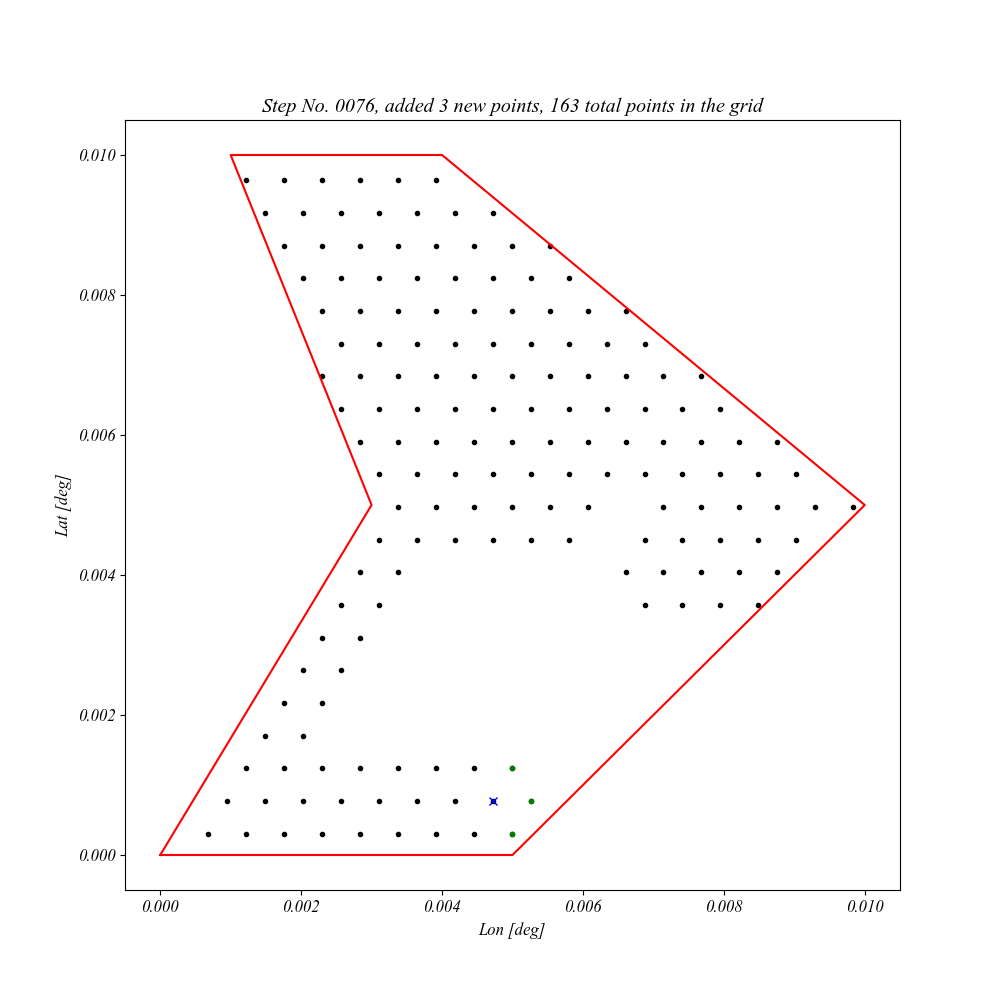 Step No. 0076, added 3 new points, 163 total points in the grid
0.010
0.008
0.006
0.004
0.002
0.000
Lat [deg]
0.000 0.002 0.004 0.006 0.008 0.010
Lon [deg]